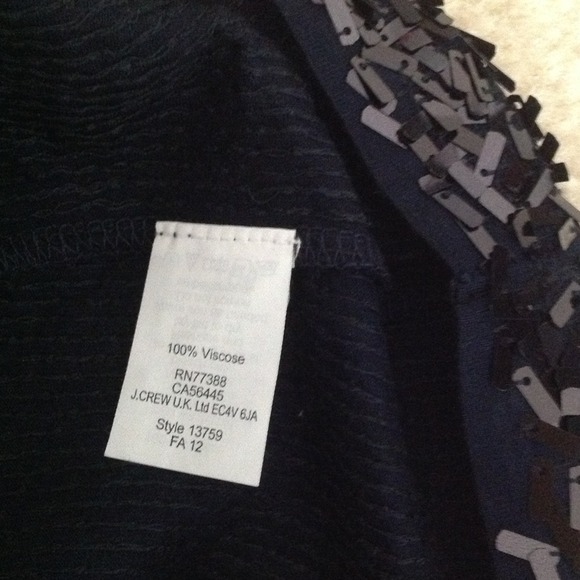 100% Viscose
RN77388
CA56445
J.CREW U.K. Ltd EC4V 6JA
Style 13759
FA 12